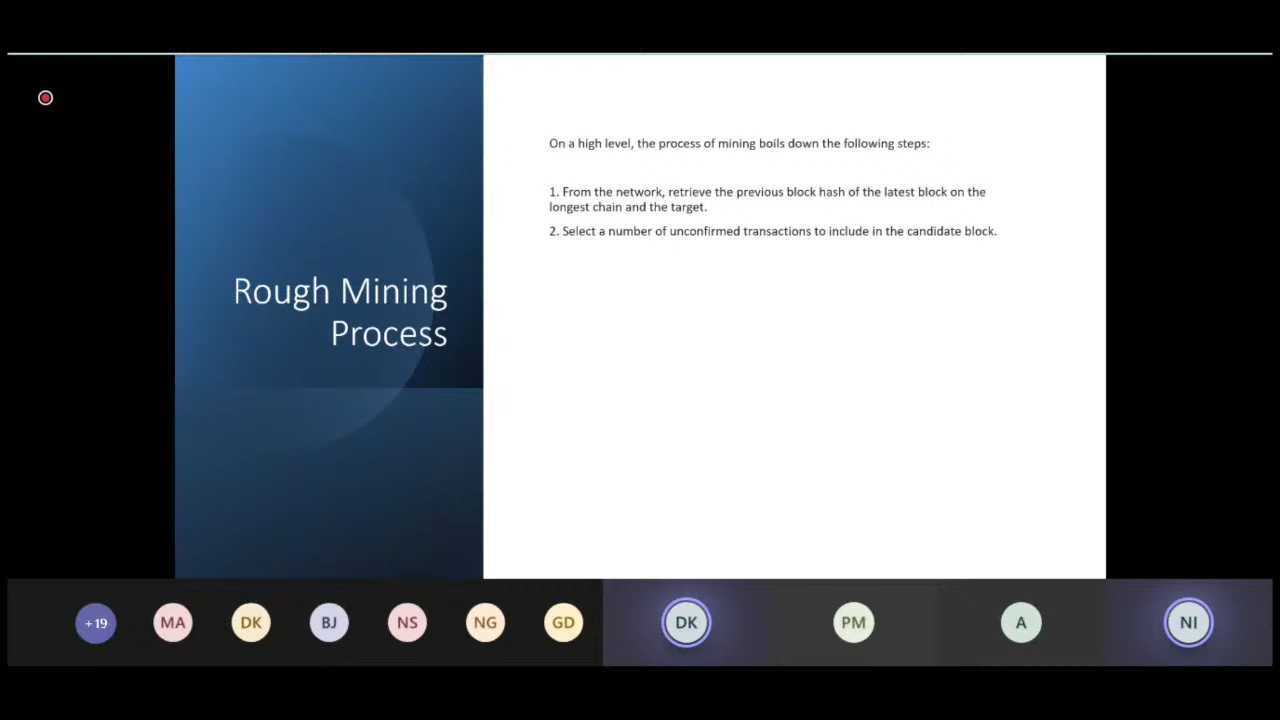 Rough Mining
Process
On a high level, the process of mining boils down the following steps:
1. From the network, retrieve the previous block hash of the latest block on the
longest chain and the target.
2. Select a number of unconfirmed transactions to include in the candidate block.
+19
MA
DK
BJ
NS
NG
GD
DK
PM
A
NI